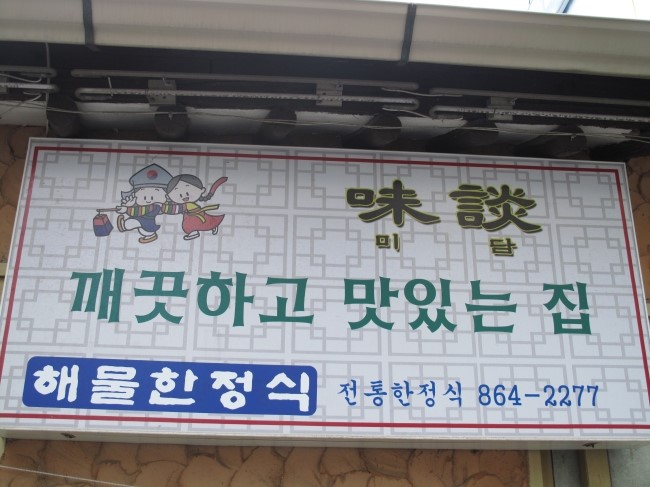 味談
미달
깨끗하고 맛있는 집
해물한정식
전통한정식 864-2277